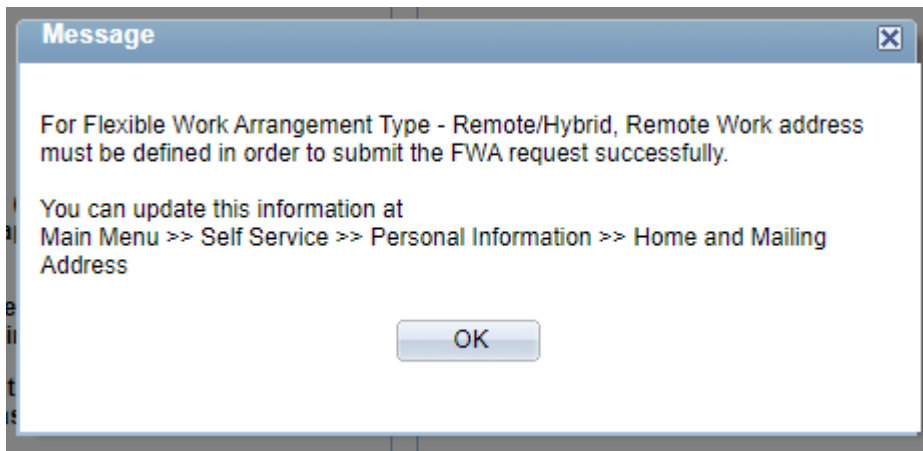 Message
For Flexible Work Arrangement Type - Remote/Hybrid, Remote Work address
must be defined in order to submit the FWA request successfully.
You can update this information at
Main Menu >> Self Service >> Personal Information >> Home and Mailing
Address
OK